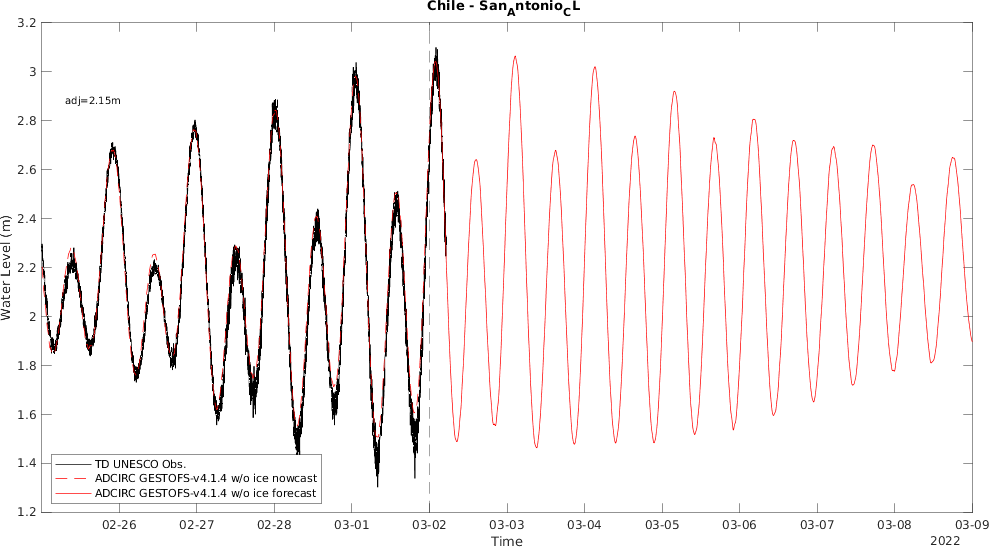 Chile - SanAntonioCL
3.2
3
2.8
2.6
2.4
2.2
2
1.8
1.6
1.4
1.2
Water Level (m)
adj=2.15m
TD UNESCO Obs.
ADCIRC GESTOFS-v4.1.4 w/o ice nowcast
ADCIRC GESTOFS-v4.1.4 w/o ice forecast
02-26 02-27 02-28 03-01 03-02 03-03 03-04 03-05 03-06 03-07 03-08 03-09
Time
2022